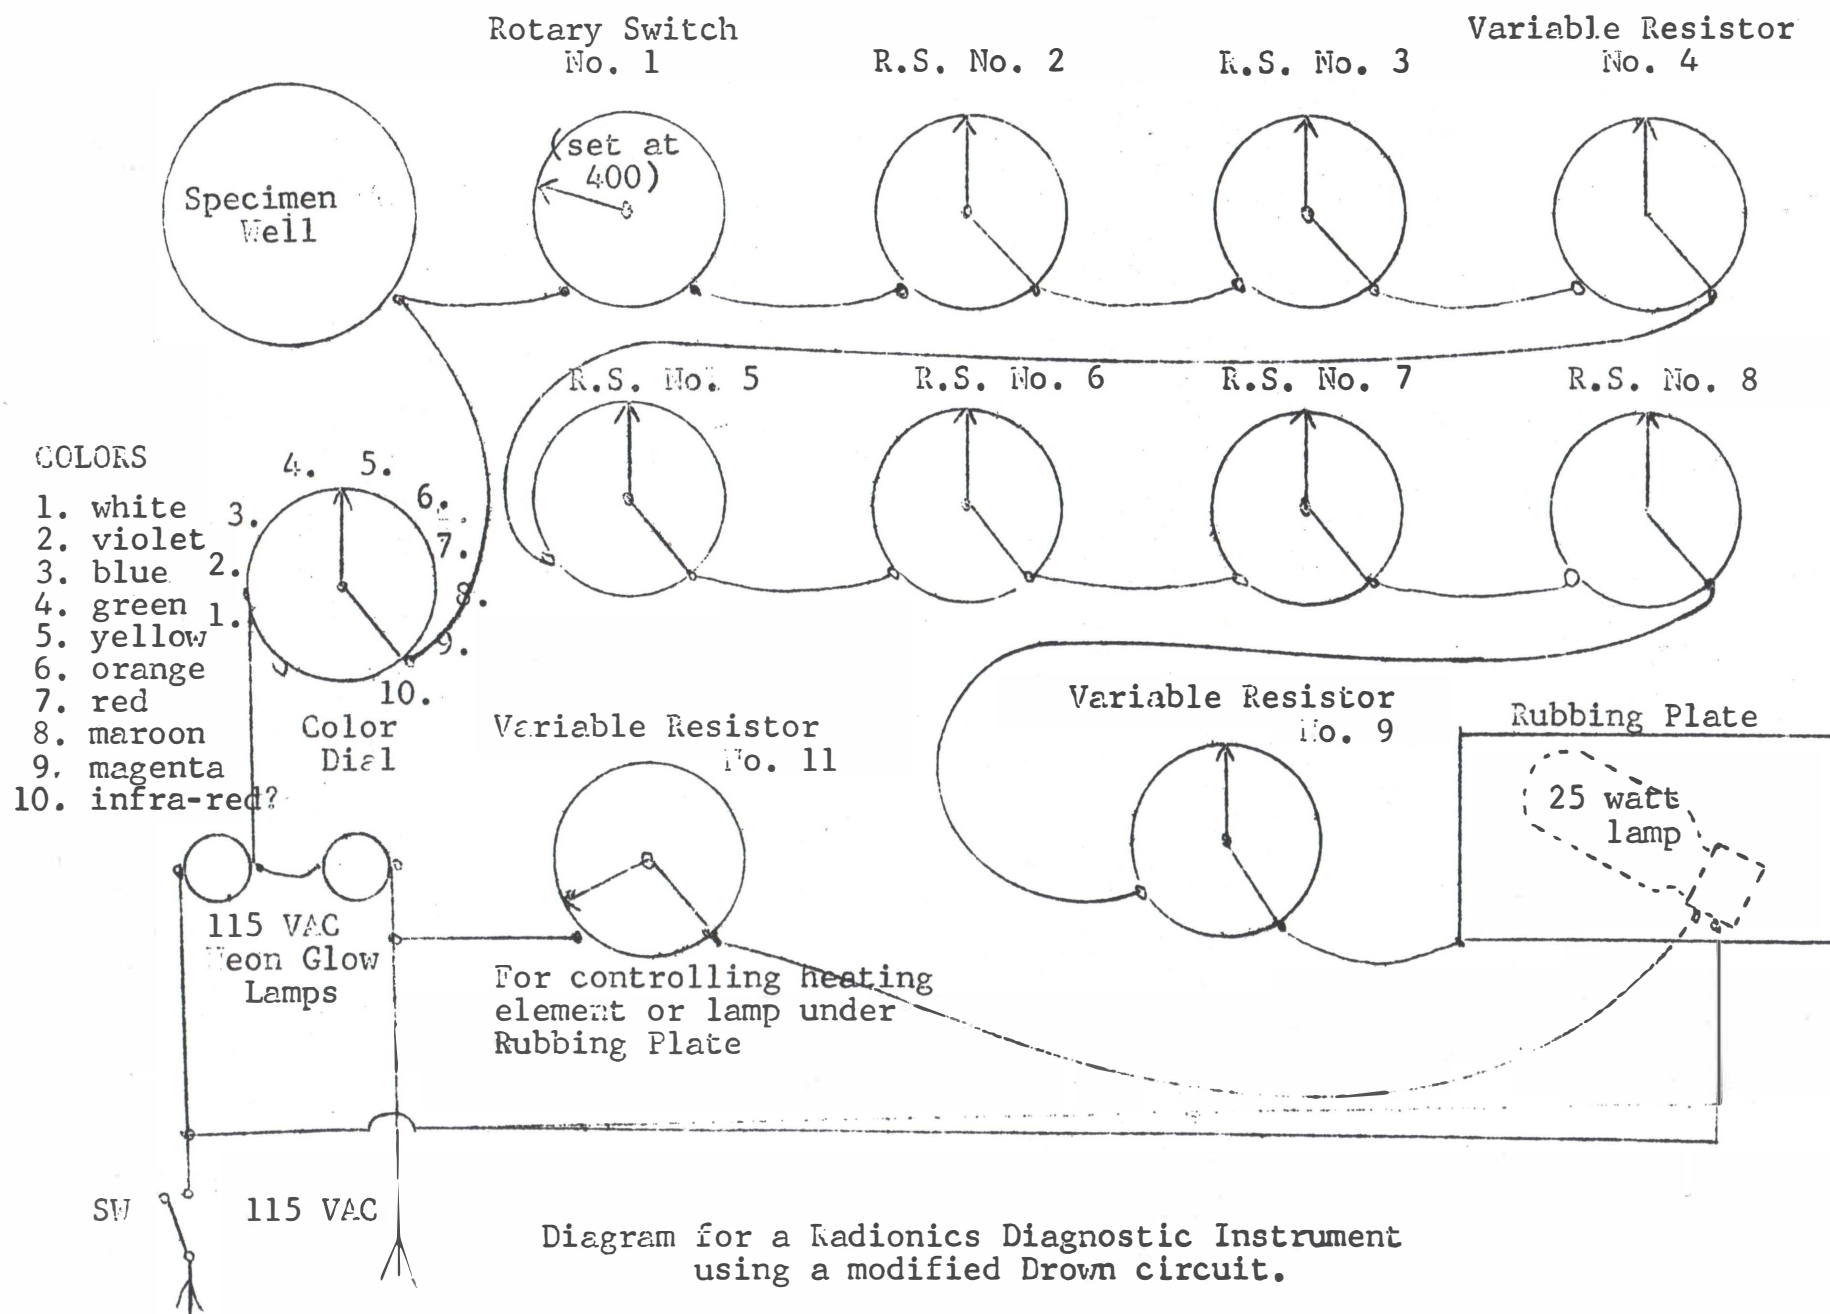 Rotary Switch
No. 1
R.S. No. 2
R.S. No. 3
Variable Resistor
No. 4
(set at
400)
Specimen
Well
R.S. No. 5
R.S. No. 6
R.S. No. 7
R.S. No. 8
COLORS
1. white
2. violet
3. blue
4. green
5. yellow
6. orange
7. red
8. maroon
9. magenta
10. infra-red?
1.
2.
3.
4.
5.
6.
7.
8.
9.
10.
Color
Dial
Variable Resistor
No. 11
Variable Resistor
No. 9
Rubbing Plate
25 watt
lamp
115 VAC
Neon Glow
Lamps
For controlling heating
element or lamp under
Rubbing Plate
SW
115 VAC
Diagram for a Radionics Diagnostic Instrument
using a modified Drown circuit.